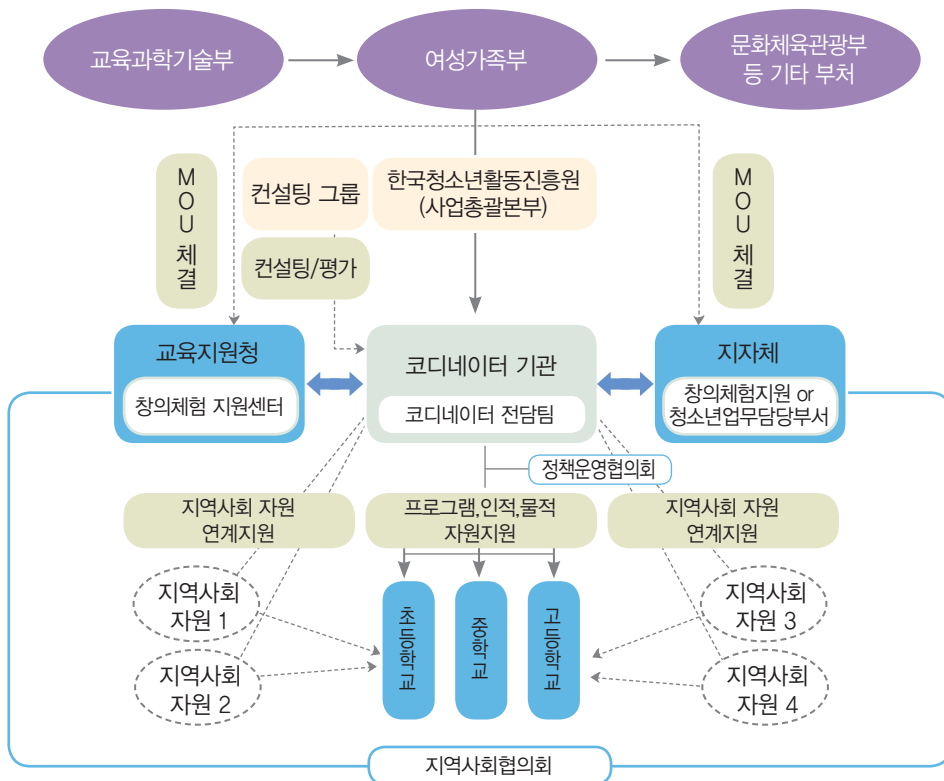 교육과학기술부
여성가족부
문화체육관광부
등 기타 부처
MOU 체결
컨설팅 그룹
한국청소년활동진흥원
(사업총괄본부)
MOU 체결
컨설팅/평가
교육지원청
창의체험 지원센터
코디네이터 기관
코디네이터 전담팀
지자체
창의체험지원 or
청소년업무담당부서
정책운영협의회
지역사회 자원
연계지원
프로그램,인적,물적
자원지원
지역사회 자원
연계지원
지역사회
자원 1
지역사회
자원 2
초등학교
중학교
고등학교
지역사회
자원 3
지역사회
자원 4
지역사회협의회